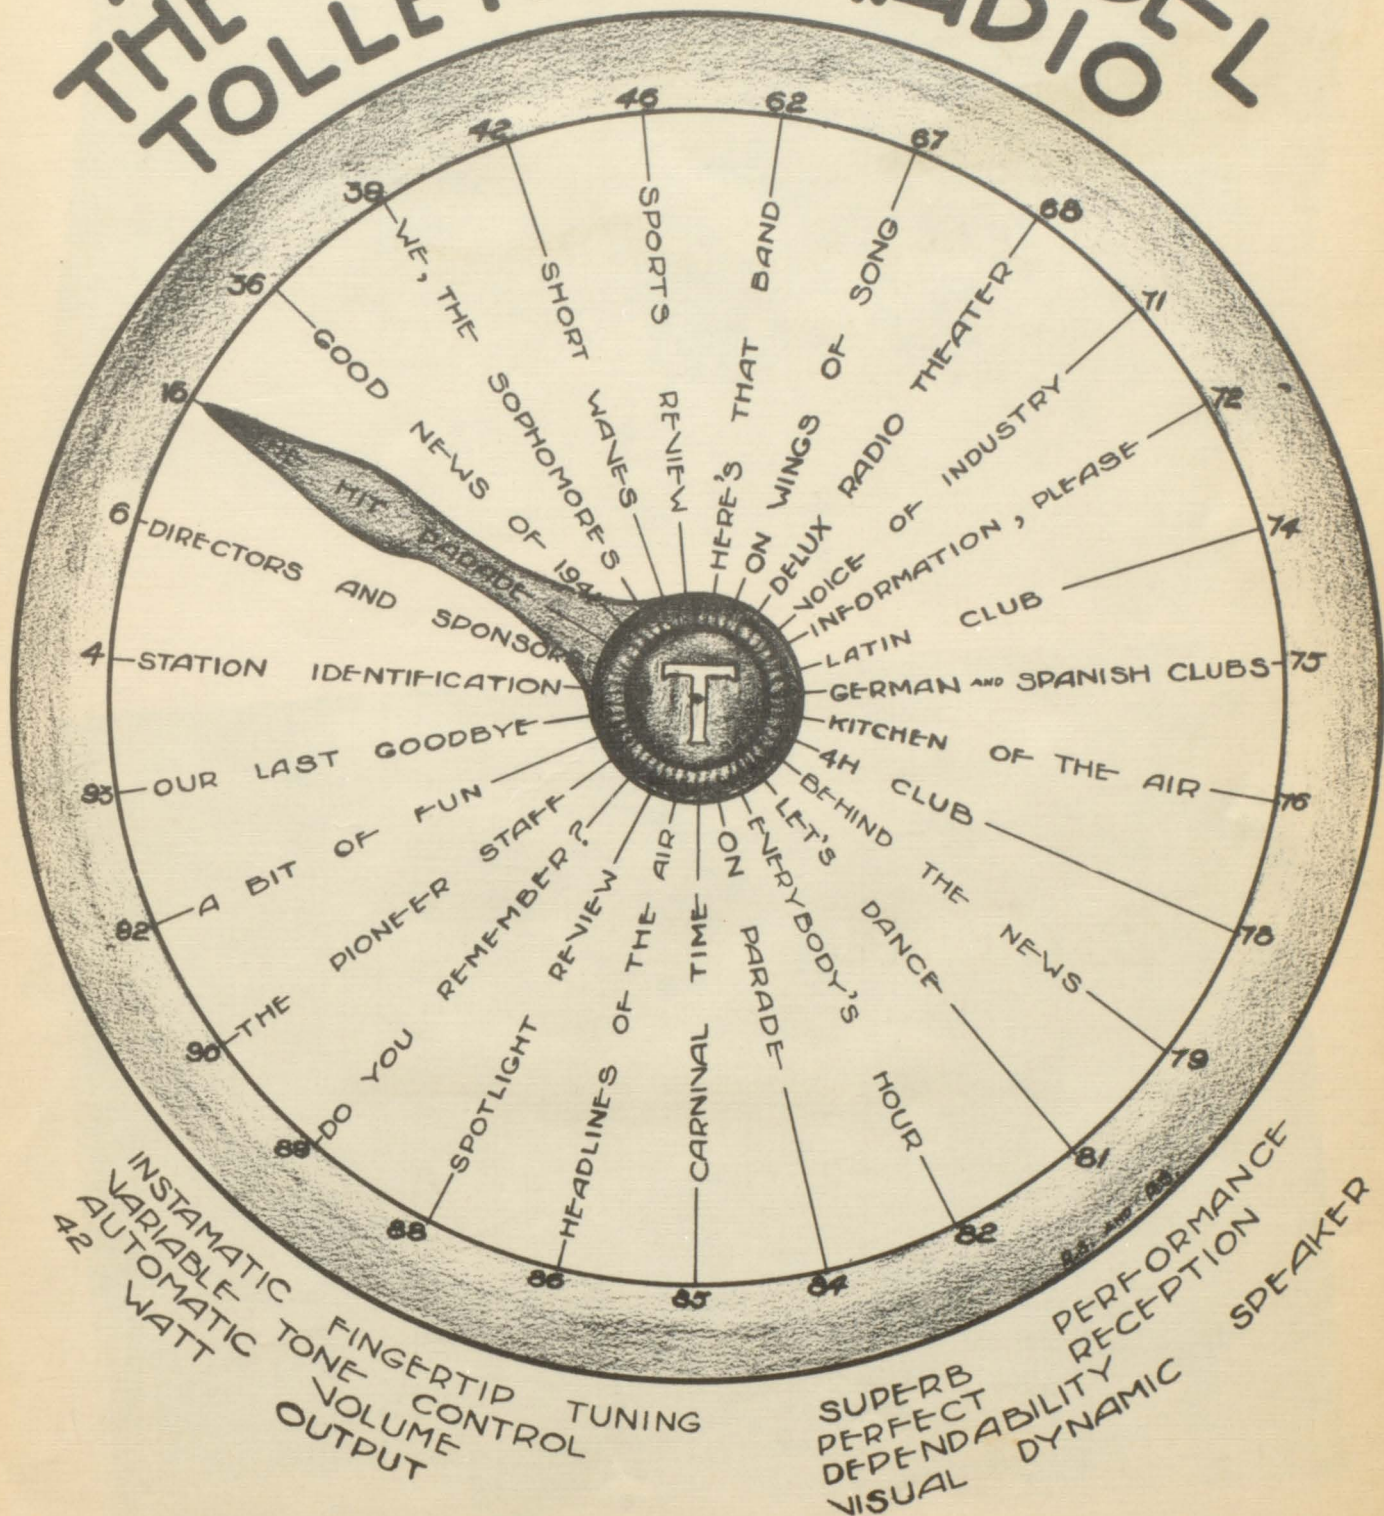 THE
TOLLE
RADIO
46 SPORTS REVIEW
62 HERE'S THAT BAND
67 ON WINGS OF SONG
68 DELUX RADIO THEATER
71 VOICE OF INDUSTRY
72 INFORMATION, PLEASE
74 LATIN CLUB
75 GERMAN AND SPANISH CLUBS
76 KITCHEN OF THE AIR
78 4H CLUB
79 BEHIND THE NEWS
81 LET'S DANCE
82 EVERYBODY'S HOUR
84 ON PARADE
85 CARNIVAL TIME
86 HEADLINES OF THE AIR
88 SPOTLIGHT REVIEW
89 DO YOU REMEMBER?
90 THE PIONEER STAFF
82 A BIT OF FUN
93 OUR LAST GOODBYE
4 STATION IDENTIFICATION
6 DIRECTORS AND SPONSORS
16 THE HIT PARADE
36 GOOD NEWS OF 194
38 WE, THE SOPHOMORES
42 SHORT WAVES
T
INSTAMATIC FINGERTIP TUNING
VARIABLE TONE CONTROL
AUTOMATIC VOLUME
42 WATT OUTPUT
SUPERB PERFORMANCE
PERFECT RECEPTION
DEPENDABILITY
VISUAL DYNAMIC SPEAKER